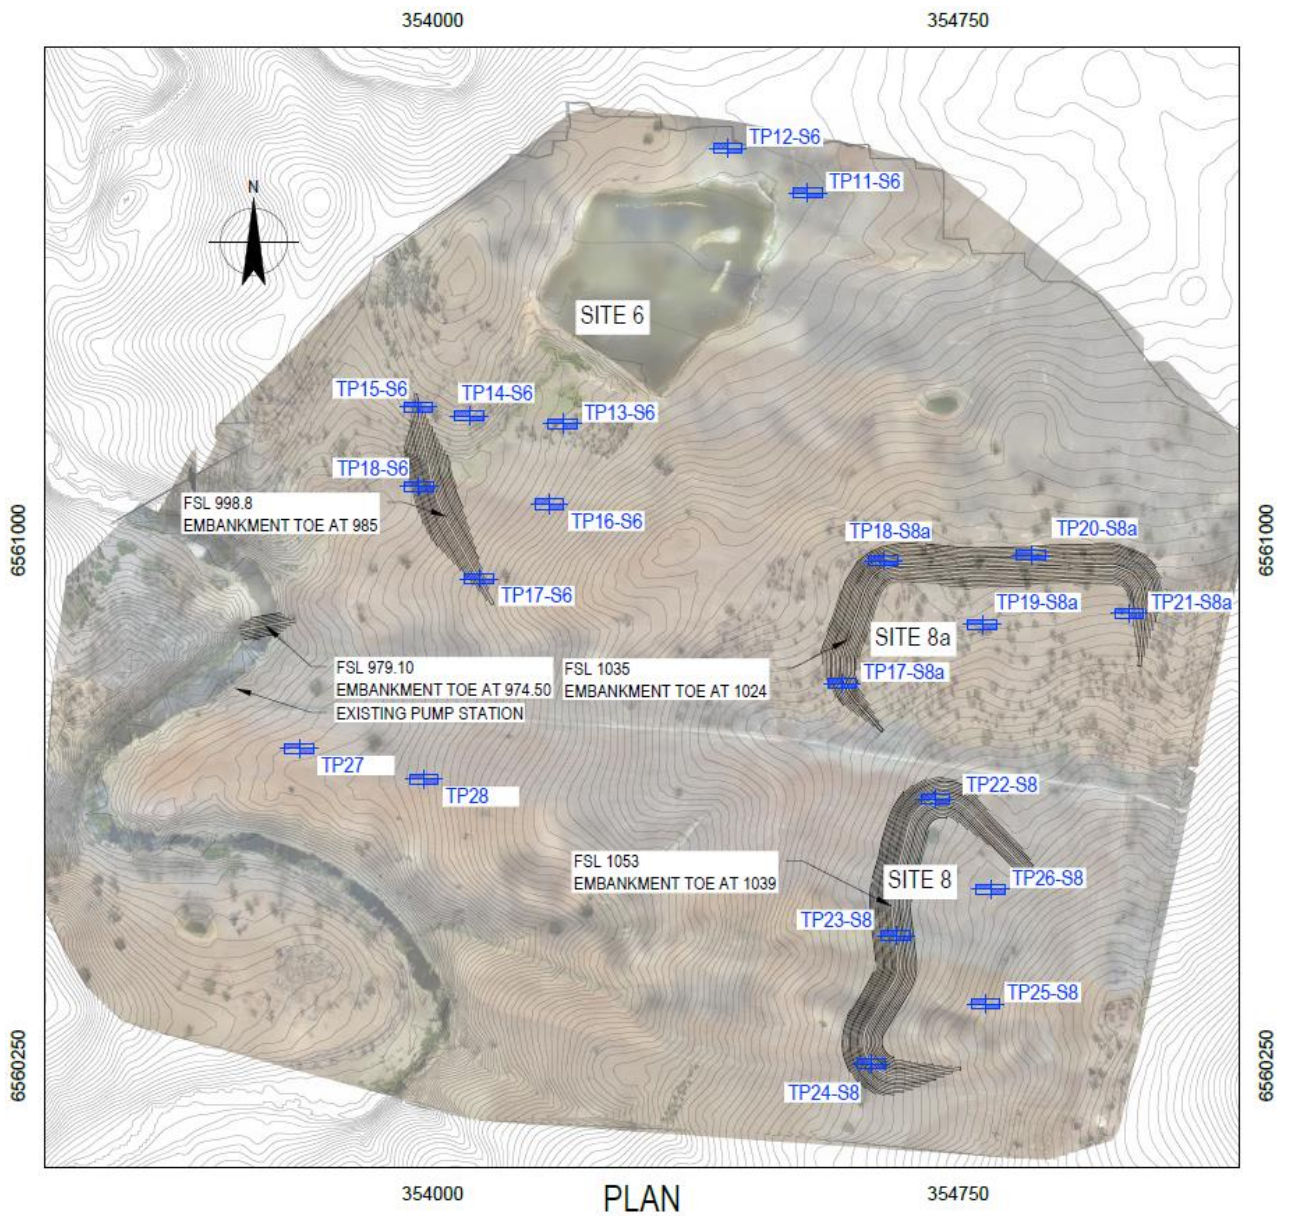 354000
354750
TP12-S6
TP11-S6
N
SITE 6
TP15-S6
TP14-S6
TP13-S6
TP18-S6
FSL 998.8
EMBANKMENT TOE AT 985
TP16-S6
6561000
6561000
TP18-S8a
TP20-S8a
TP17-S6
TP19-S8a
TP21-S8a
SITE 8a
FSL 979.10
EMBANKMENT TOE AT 974.50
EXISTING PUMP STATION
FSL 1035
EMBANKMENT TOE AT 1024
TP17-S8a
TP27
TP28
TP22-S8
FSL 1053
EMBANKMENT TOE AT 1039
SITE 8
TP26-S8
TP23-S8
TP25-S8
6560250
6560250
TP24-S8
354000
PLAN
354750